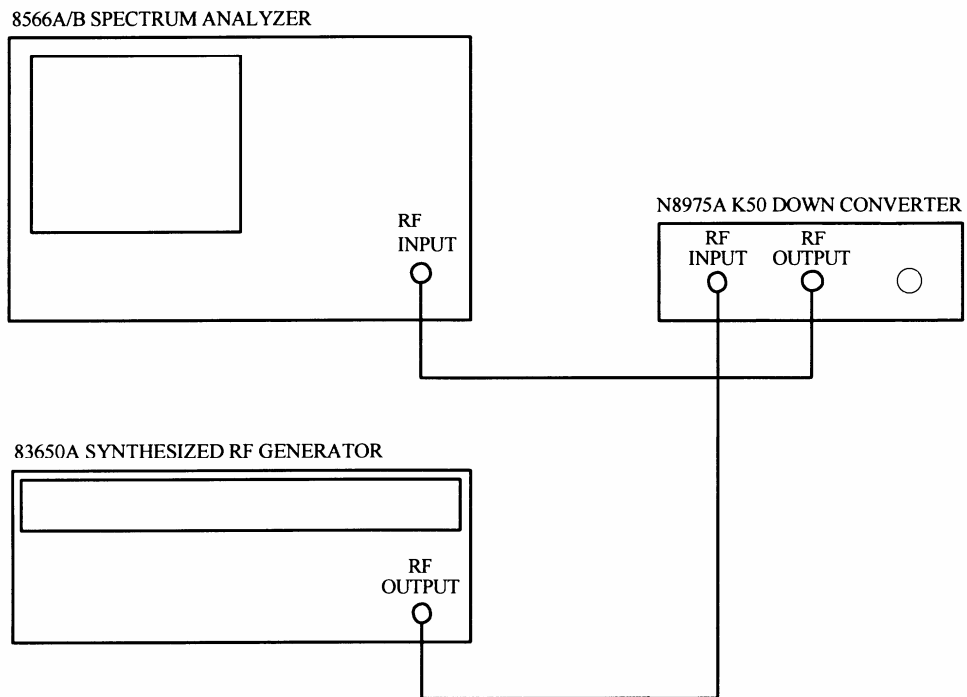 8566A/B SPECTRUM ANALYZER
RF
INPUT
N8975A K50 DOWN CONVERTER
RF
INPUT
RF
OUTPUT
83650A SYNTHESIZED RF GENERATOR
RF
OUTPUT